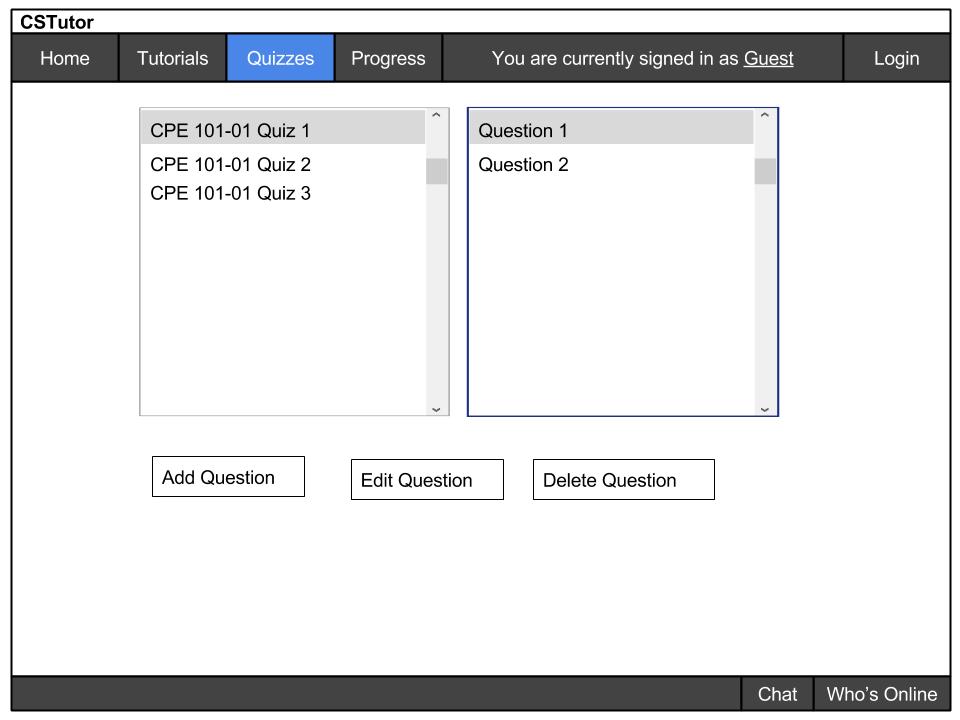 CSTutor
Home Tutorials Quizzes Progress You are currently signed in as Guest Login
CPE 101-01 Quiz 1
CPE 101-01 Quiz 2
CPE 101-01 Quiz 3
Question 1
Question 2
Add Question Edit Question Delete Question
Chat Who's Online